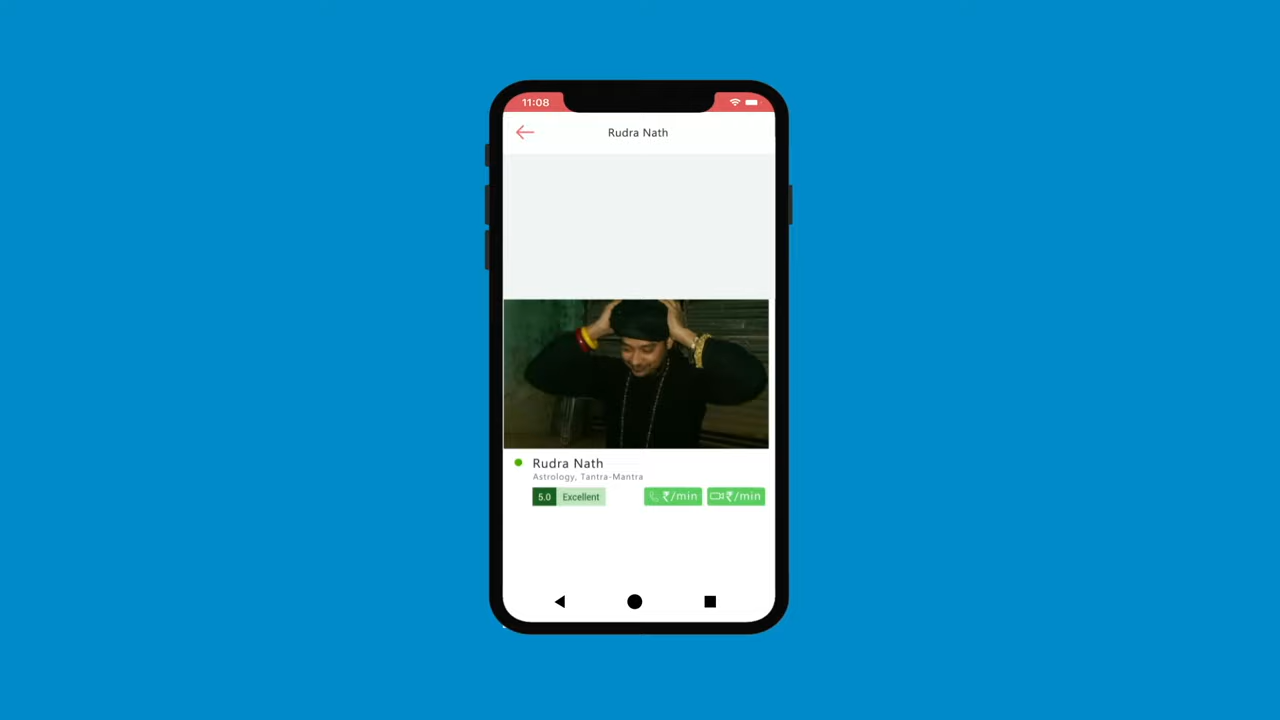 11:08
Rudra Nath
Rudra Nath
Astrology, Tantra-Mantra
5.0 Excellent ₹/min ₹/min